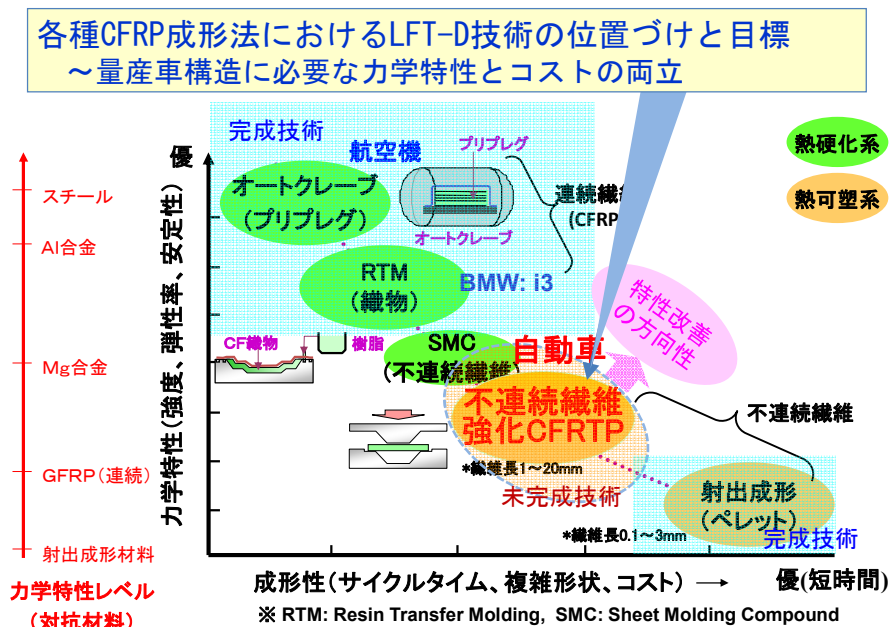 各種CFRP成形法におけるLFT-D技術の位置づけと目標
～量産車構造に必要な力学特性とコストの両立
完成技術
優
航空機
プリプレグ
オートクレーブ
(プリプレグ)
オートクレーブ
連続繊維
(CFRP
熱硬化系
熱可塑系
スチール
Al合金
Mg合金
GFRP(連続)
射出成形材料
力学特性レベル
(対抗材料)
力学特性(強度、弾性率、安定性)
RTM
(織物)
BMW: i3
特性改善
の方向性
CF織物
樹脂
SMC
(不連続繊維)
自動車
不連続繊維
強化CFRTP
*繊維長1～20mm
未完成技術
不連続繊維
射出成形
(ペレット)
*繊維長0.1～3mm
完成技術
成形性(サイクルタイム、複雑形状、コスト) → 優(短時間)
※ RTM: Resin Transfer Molding, SMC: Sheet Molding Compound